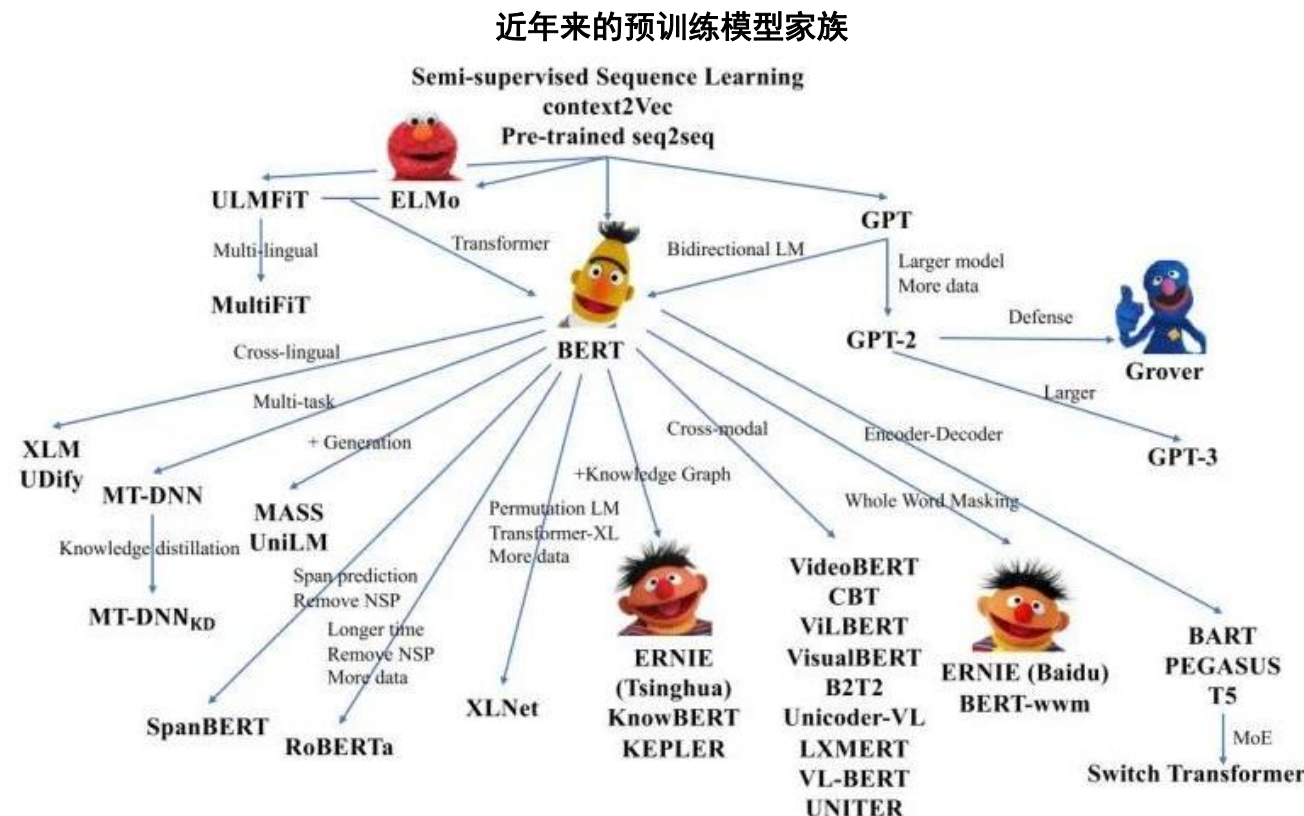 近年来的预训练模型家族
Semi-supervised Sequence Learning
context2Vec
Pre-trained seq2seq
ULMFiT
ELMo
GPT
Multi-lingual
Transformer
Bidirectional LM
Larger model
More data
MultiFiT
BERT
GPT-2
Defense
Grover
Cross-lingual
Multi-task
+ Generation
Cross-modal
Encoder-Decoder
Larger
GPT-3
XLM
UDify
MT-DNN
MASS
UniLM
Knowledge distillation
MT-DNNKD
+Knowledge Graph
Whole Word Masking
Permutation LM
Transformer-XL
More data
Span prediction
Remove NSP
Longer time
Remove NSP
More data
SpanBERT
RoBERTa
XLNet
ERNIE
(Tsinghua)
KnowBERT
KEPLER
VideoBERT
CBT
ViLBERT
VisualBERT
B2T2
Unicoder-VL
LXMERT
VL-BERT
UNITER
ERNIE (Baidu)
BERT-wwm
BART
PEGASUS
T5
MoE
Switch Transformer